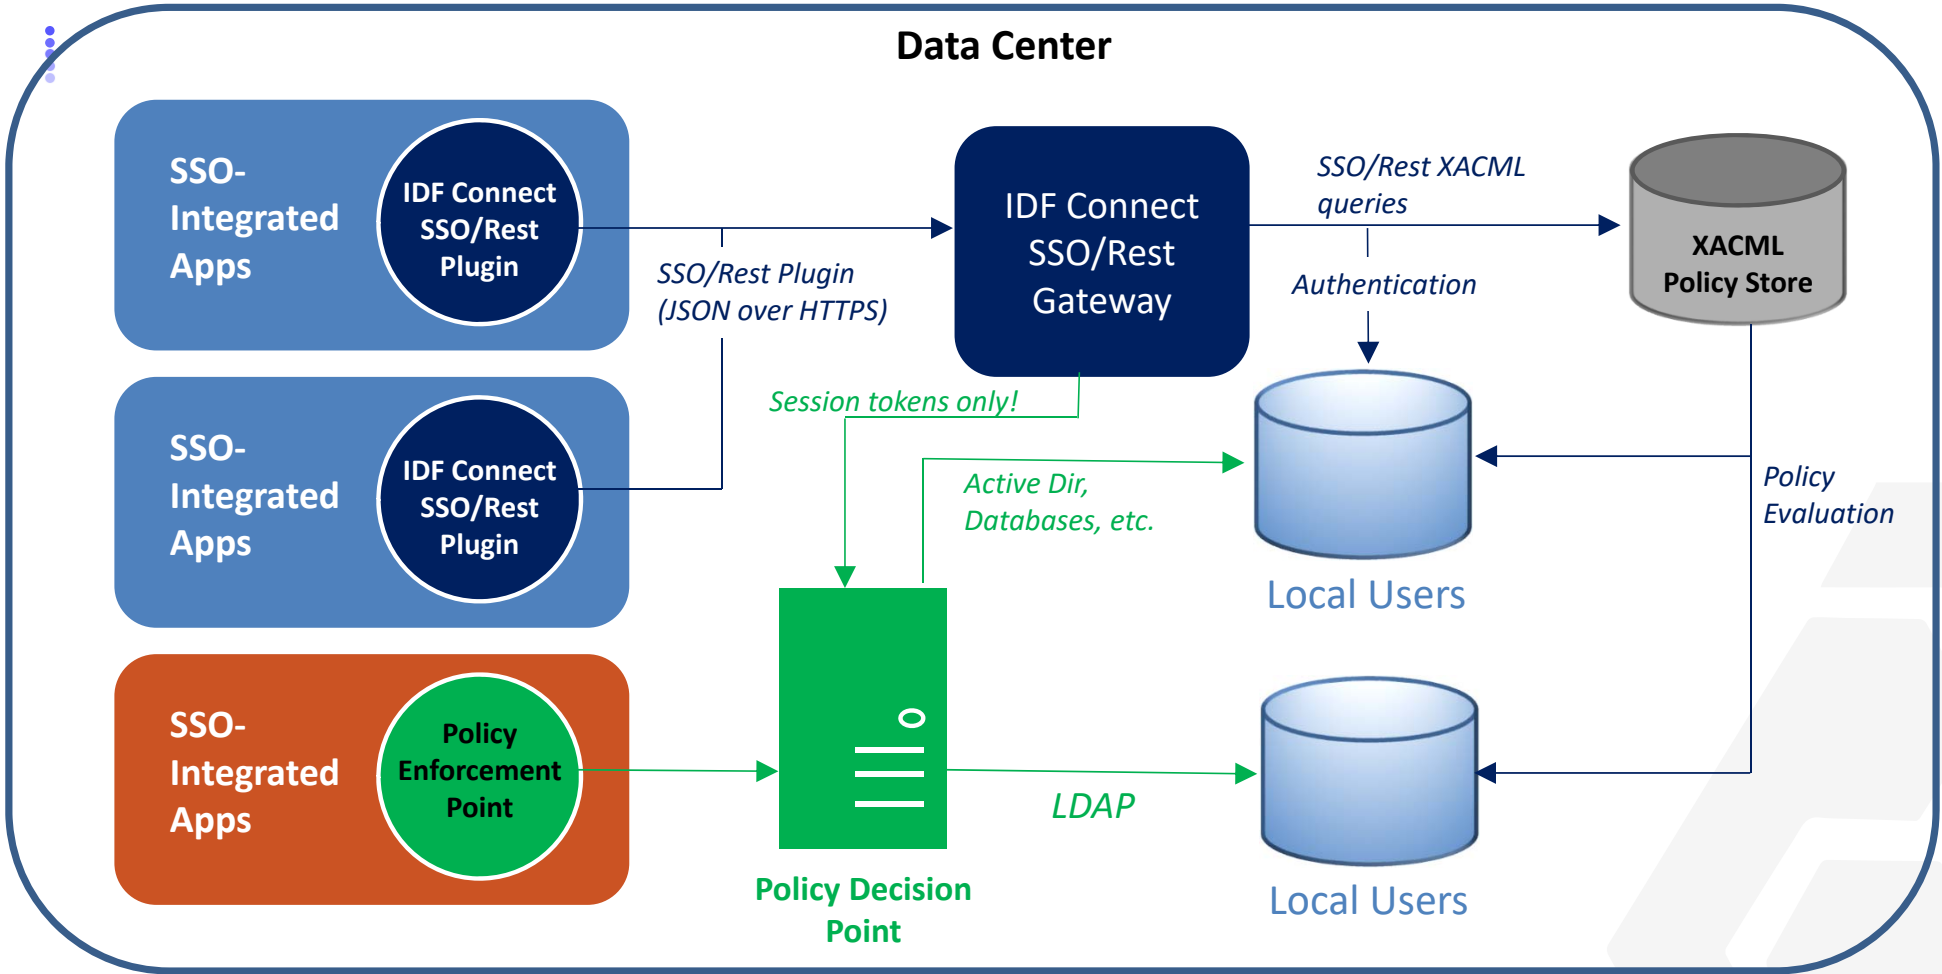 Data Center
SSO-
Integrated
Apps
IDF Connect
SSO/Rest
Plugin
SSO/Rest Plugin
(JSON over HTTPS)
IDF Connect
SSO/Rest
Gateway
SSO/Rest XACML
queries
Authentication
XACML
Policy Store
SSO-
Integrated
Apps
IDF Connect
SSO/Rest
Plugin
Session tokens only!
Active Dir,
Databases, etc.
Local Users
Policy
Evaluation
SSO-
Integrated
Apps
Policy
Enforcement
Point
Policy Decision
Point
LDAP
Local Users